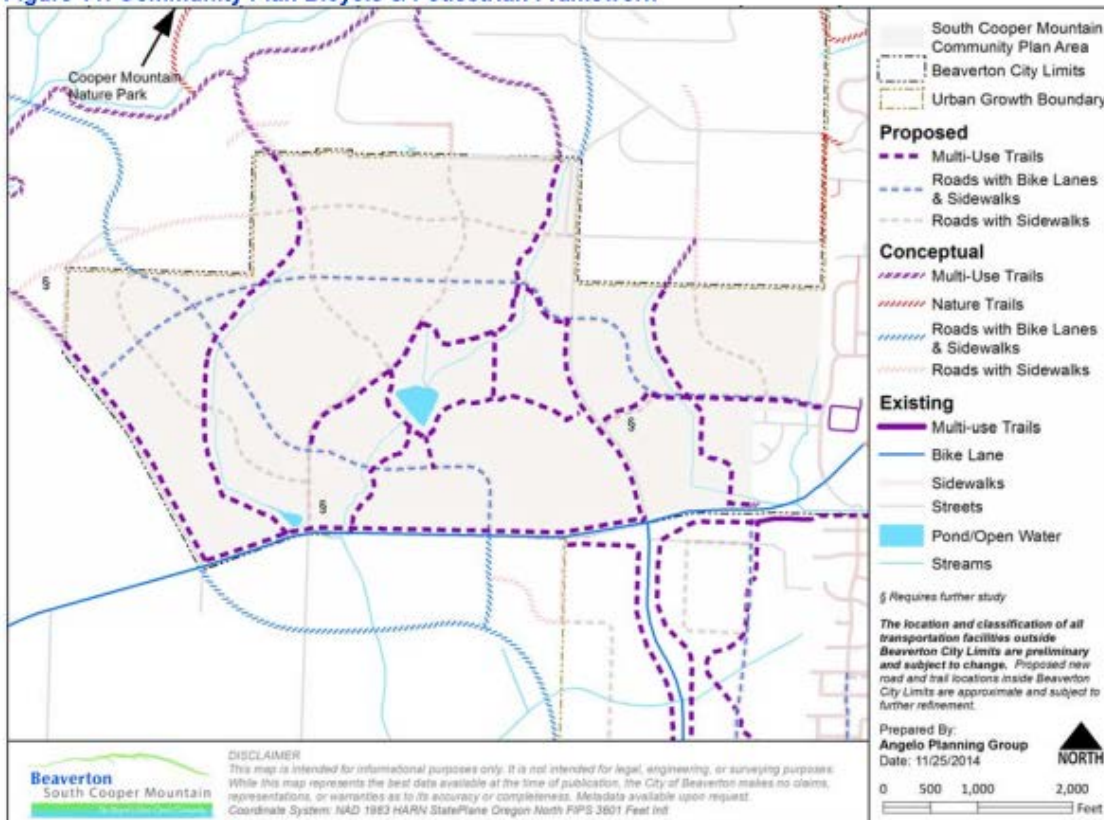 Figure 11: Community Plan Bicycle & Pedestrian Framework
Cooper Mountain
Nature Park
§
§
§
South Cooper Mountain
Community Plan Area
Beaverton City Limits
Urban Growth Boundary
Proposed
Multi-Use Trails
Roads with Bike Lanes
& Sidewalks
Roads with Sidewalks
Conceptual
Multi-Use Trails
Nature Trails
Roads with Bike Lanes
& Sidewalks
Roads with Sidewalks
Existing
Multi-use Trails
Bike Lane
Sidewalks
Streets
Pond/Open Water
Streams
§ Requires further study
The location and classification of all
transportation facilities outside
Beaverton City Limits are preliminary
and subject to change. Proposed new
road and trail locations inside Beaverton
City Limits are approximate and subject to
further refinement.
Prepared By:
Angelo Planning Group
Date: 11/25/2014
NORTH
0 500 1,000 2,000
Feet
Beaverton
South Cooper Mountain
DISCLAIMER
This map is intended for informational purposes only. It is not intended for legal, engineering, or surveying purposes.
While this map represents the best data available at the time of publication, the City of Beaverton makes no claims,
representations, or warranties as to its accuracy or completeness. Metadata available upon request.
Coordinate System: NAD 1983 HARN StatePlane Oregon North FIPS 3601 Feet Intl